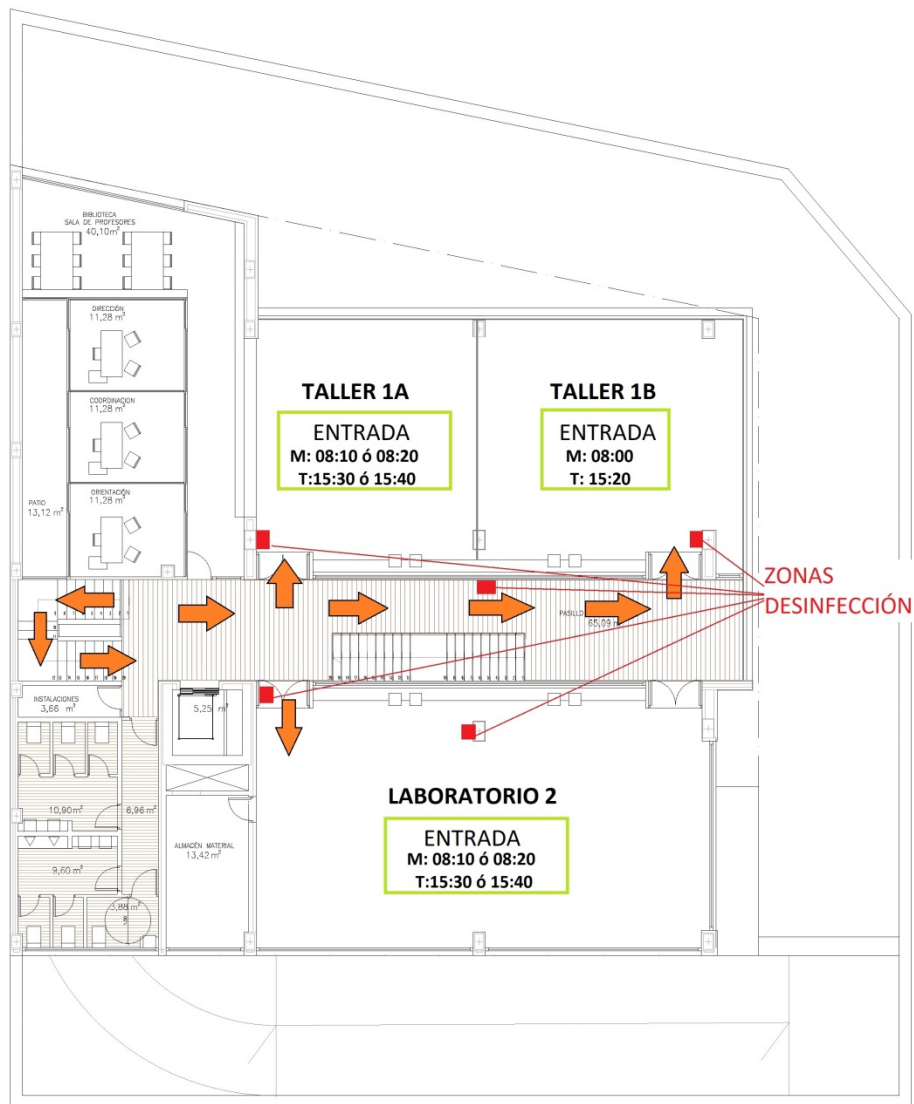 BIBLIOTECA
SALA DE PROFESORES
40,10m²
DIRECCIÓN
11,28 m²
COORDINACION
11,28 m²
ORIENTACIÓN
11,28 m²
PATIO
13,12 m²
TALLER 1A
ENTRADA
M: 08:10 ó 08:20
T:15:30 ó 15:40
TALLER 1B
ENTRADA
M: 08:00
T: 15:20
ZONAS
DESINFECCIÓN
PASILLO
65,09 m²
INSTALACIONES
3,66 m²
5,25 m²
10,90m²
6,96 m²
9,60 m²
ALMACÉN MATERIAL
13,42 m²
LABORATORIO 2
ENTRADA
M: 08:10 ó 08:20
T:15:30 ó 15:40